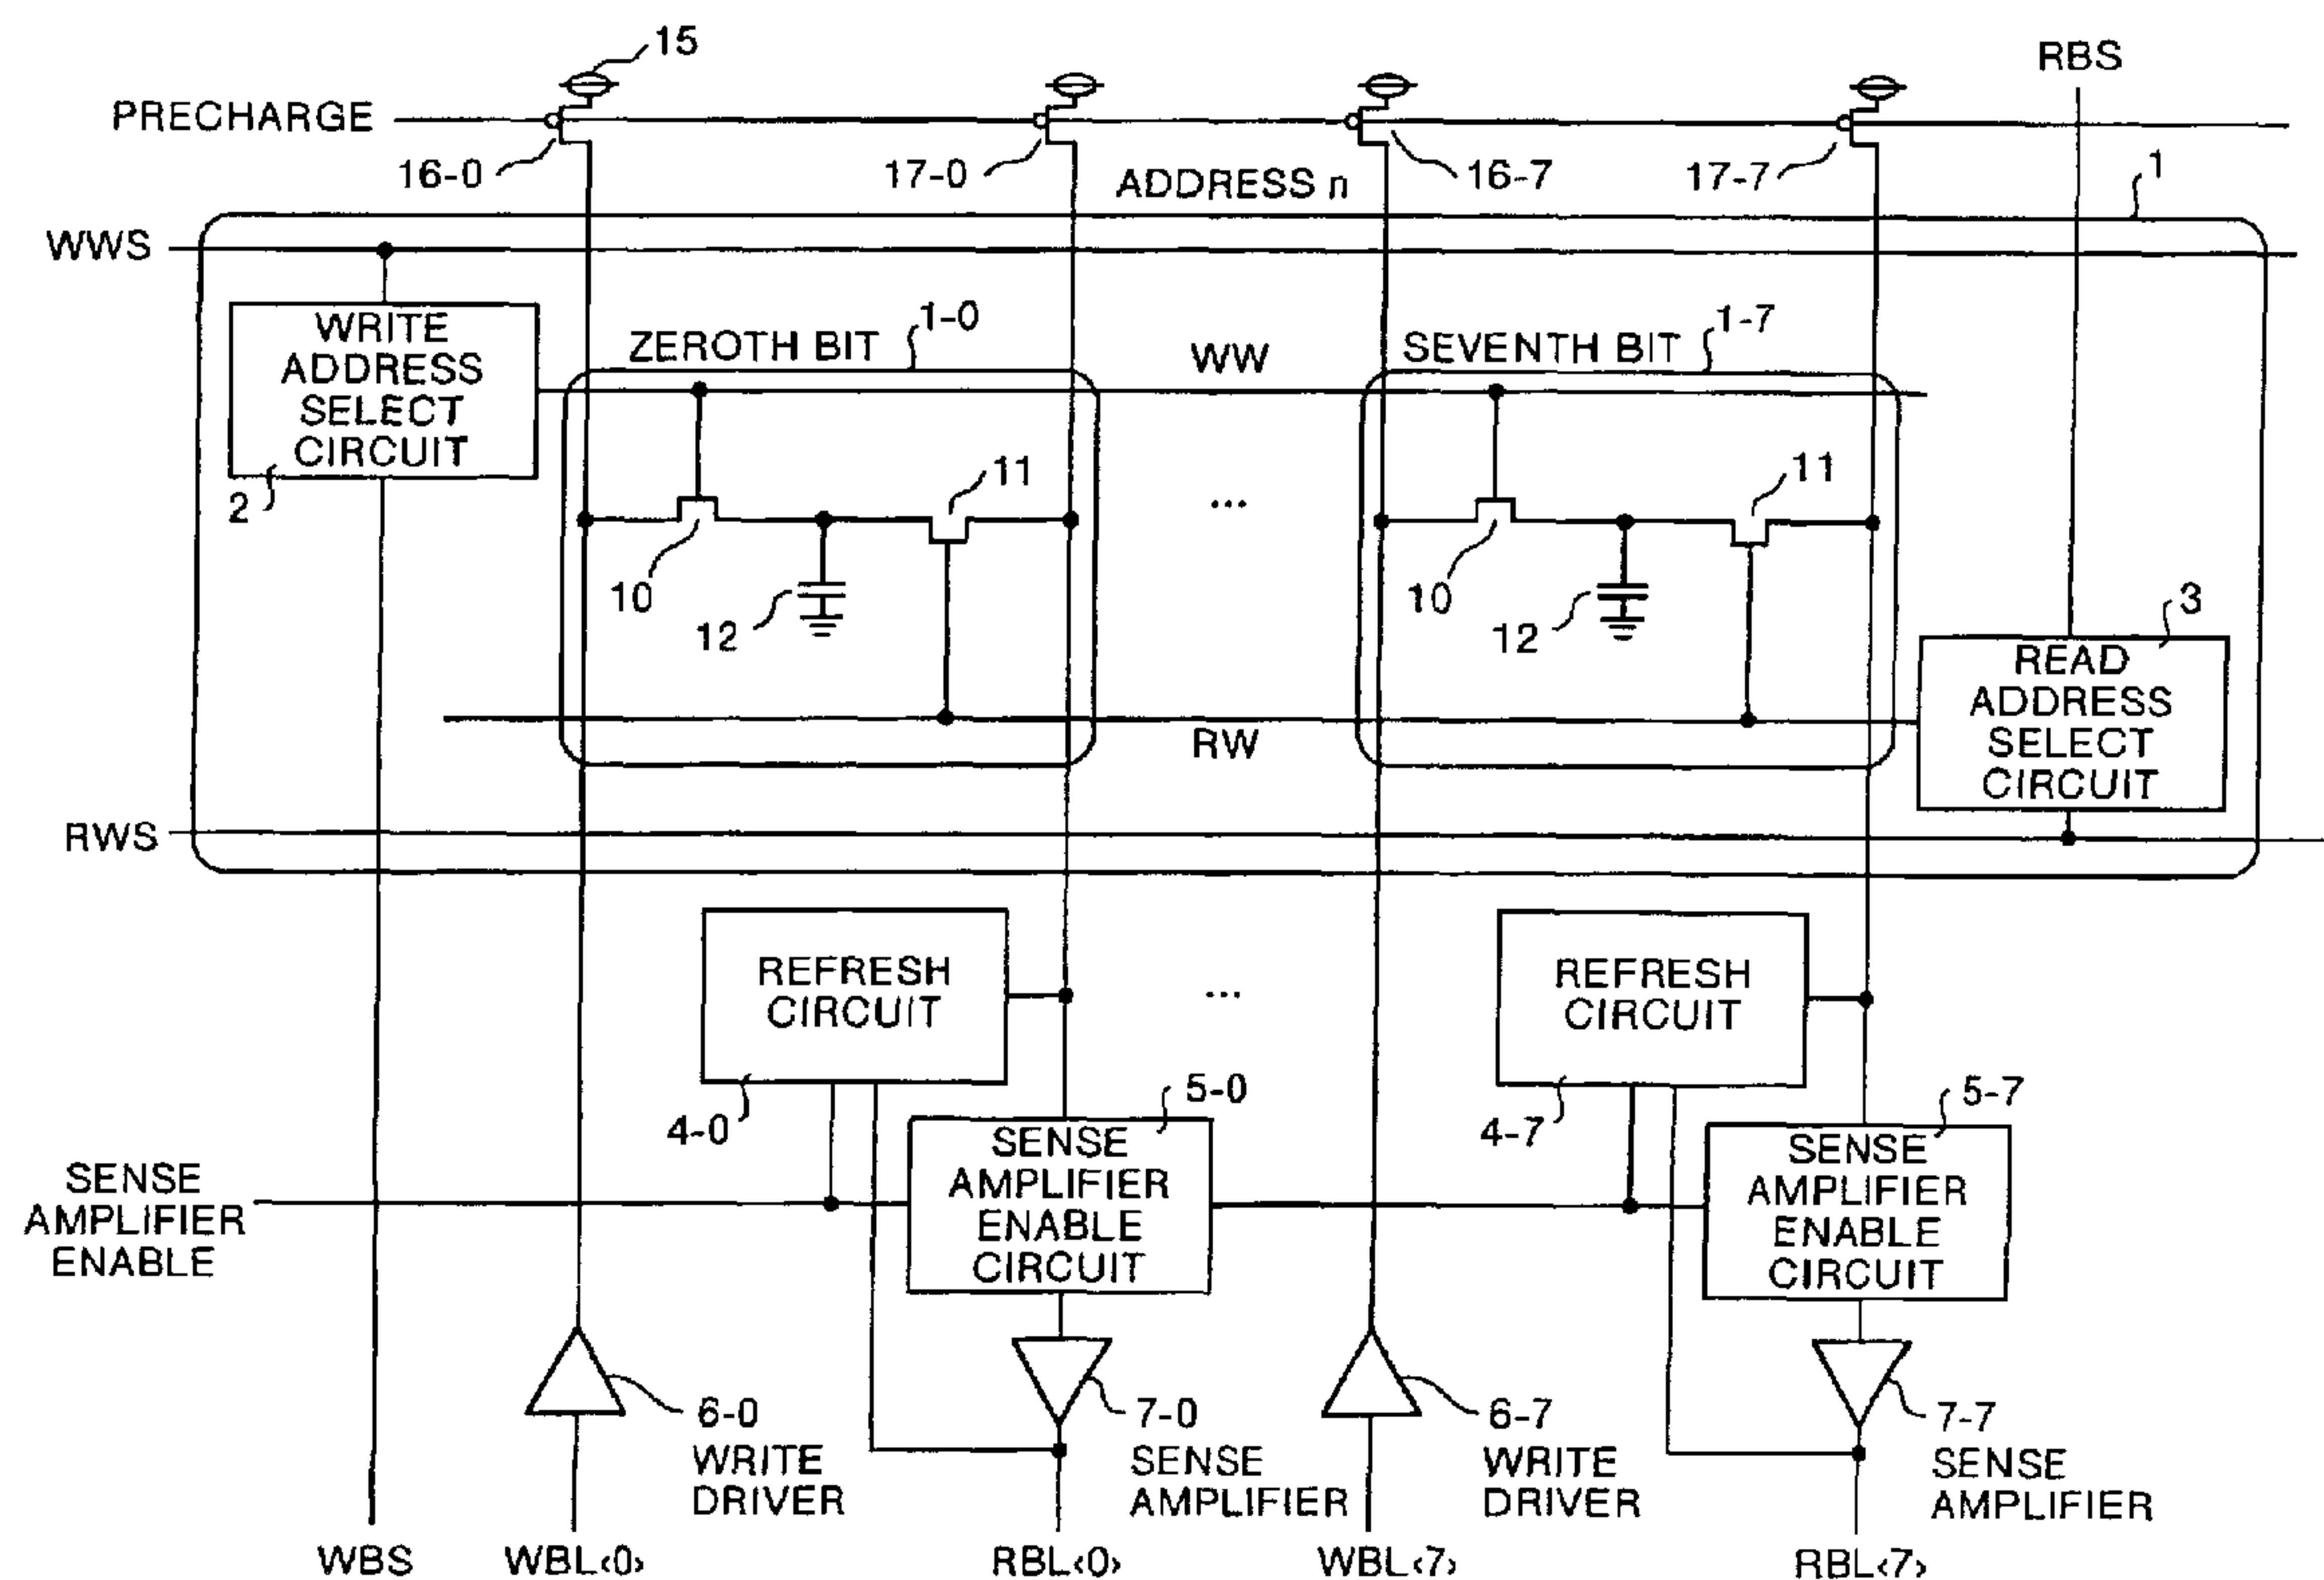 15
RBS
PRECHARGE
16-0
17-0
ADDRESS n
16-7
17-7
1
WWS
WRITE
ADDRESS
SELECT
CIRCUIT
2
ZEROTH BIT
1-0
WW
SEVENTH BIT
1-7
11
...
11
10
12
10
12
3
READ
ADDRESS
SELECT
CIRCUIT
RW
RWS
REFRESH
CIRCUIT
...
REFRESH
CIRCUIT
4-0
5-0
4-7
5-7
SENSE
AMPLIFIER
ENABLE
SENSE
AMPLIFIER
ENABLE
CIRCUIT
SENSE
AMPLIFIER
ENABLE
CIRCUIT
6-0
WRITE
DRIVER
7-0
SENSE
AMPLIFIER
6-7
WRITE
DRIVER
7-7
SENSE
AMPLIFIER
WBS
WBL<0>
RBL<0>
WBL<7>
RBL<7>